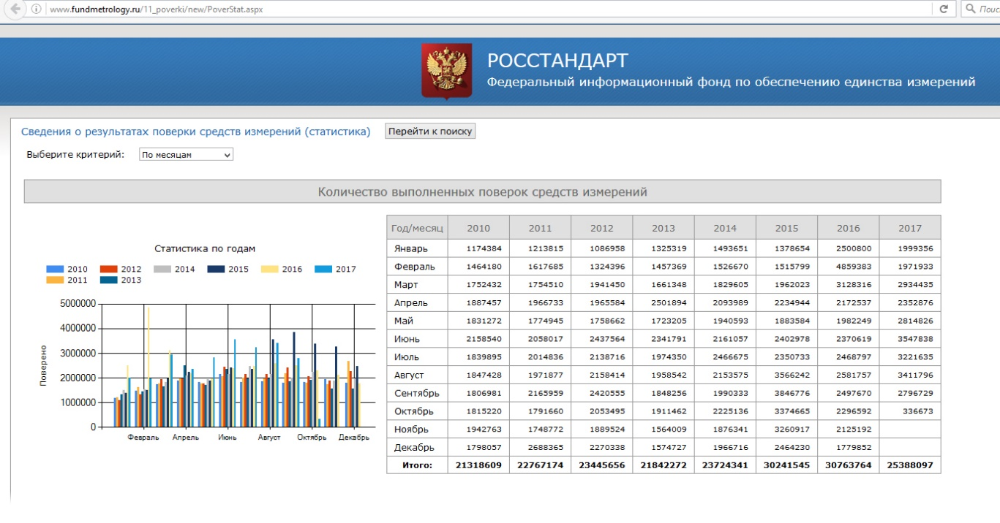 www.fundmetrology.ru/11_poverki/new/PoverStat.aspx
Поис
РОССТАНДАРТ
Федеральный информационный фонд по обеспечению единства измерений
Сведения о результатах поверки средств измерений (статистика) Перейти к поиску
Выберите критерий: По месяцам
Количество выполненных поверок средств измерений
Статистика по годам
2010 2012 2014 2015 2016 2017
2011 2013
5000000
4000000
3000000
2000000
1000000
0
Поверено
Февраль Апрель Июнь Август Октябрь Декабрь
Год/месяц 2010 2011 2012 2013 2014 2015 2016 2017
Январь 1174384 1213815 1086958 1325319 1493651 1378654 2500800 1999356
Февраль 1464180 1617685 1324396 1457369 1526670 1515799 4859383 1971933
Март 1752432 1754510 1941450 1661348 1829605 1962023 3128316 2934435
Апрель 1887457 1966733 1965584 2501894 2093989 2234944 2172537 2352876
Май 1831272 1774945 1758662 1723205 1940593 1883584 1982249 2814826
Июнь 2158540 2058017 2437564 2341791 2161057 2402978 2370619 3547838
Июль 1839895 2014836 2138716 1974350 2466675 2350733 2468797 3221635
Август 1847428 1971877 2158414 1958542 2153575 3566242 2581757 3411796
Сентябрь 1806981 2165959 2420555 1848256 1990333 3846776 2497670 2796729
Октябрь 1815220 1791660 2053495 1911462 2225136 3374665 2296592 336673
Ноябрь 1942763 1748772 1889524 1564009 1876341 3260917 2125192
Декабрь 1798057 2688365 2270338 1574727 1966716 2464230 1779852
Итого: 21318609 22767174 23445656 21842272 23724341 30241545 30763764 25388097